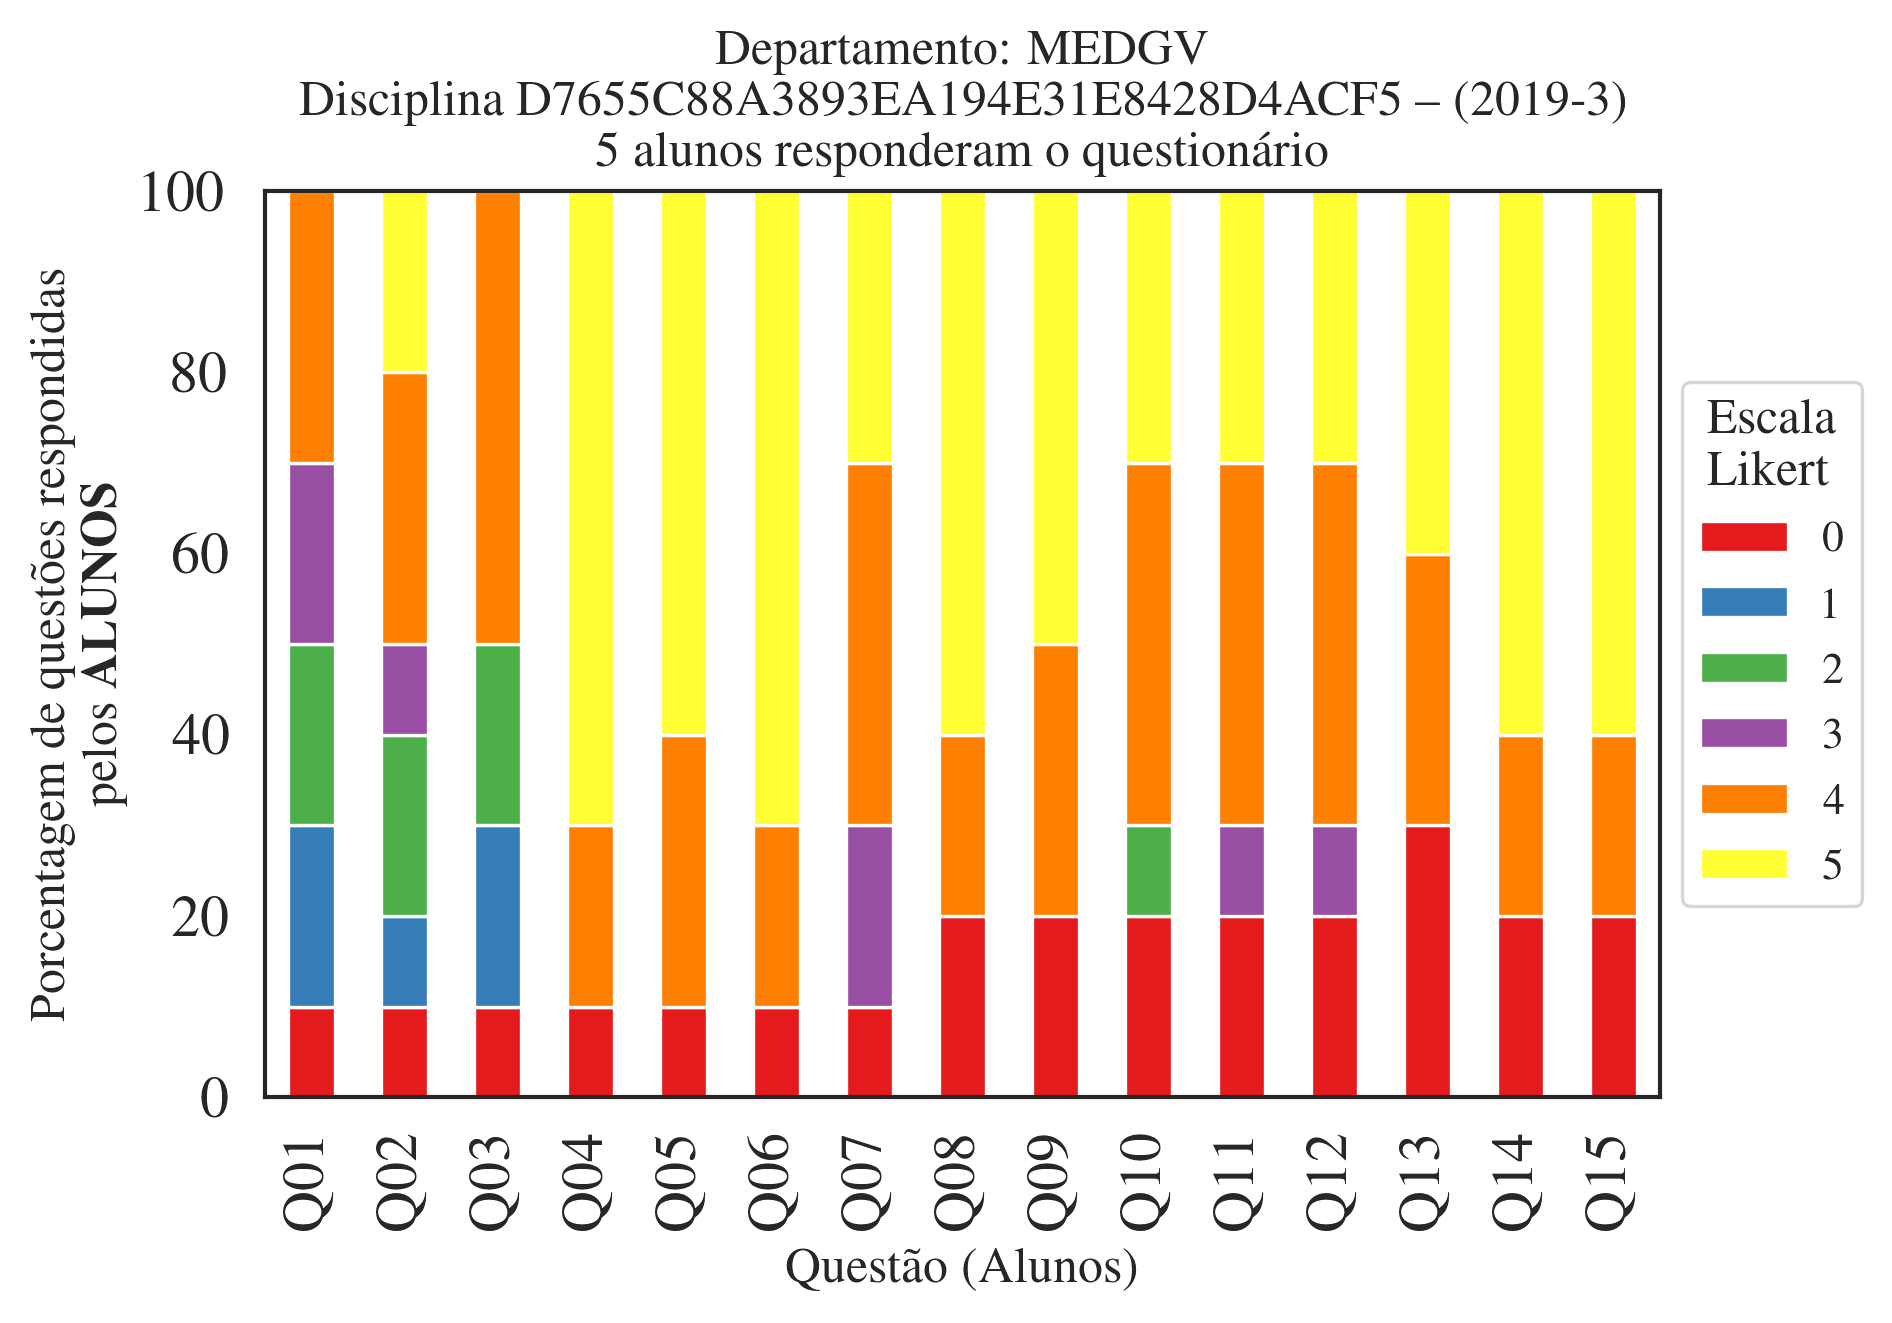 Departamento: MEDGV
Disciplina D7655C88A3893EA194E31E8428D4ACF5 – (2019-3)
5 alunos responderam o questionário
Porcentagem de questões respondidas
pelos ALUNOS
100
80
60
40
20
0
Q01
Q02
Q03
Q04
Q05
Q06
Q07
Q08
Q09
Q10
Q11
Q12
Q13
Q14
Q15
Questão (Alunos)
Escala
Likert
0
1
2
3
4
5